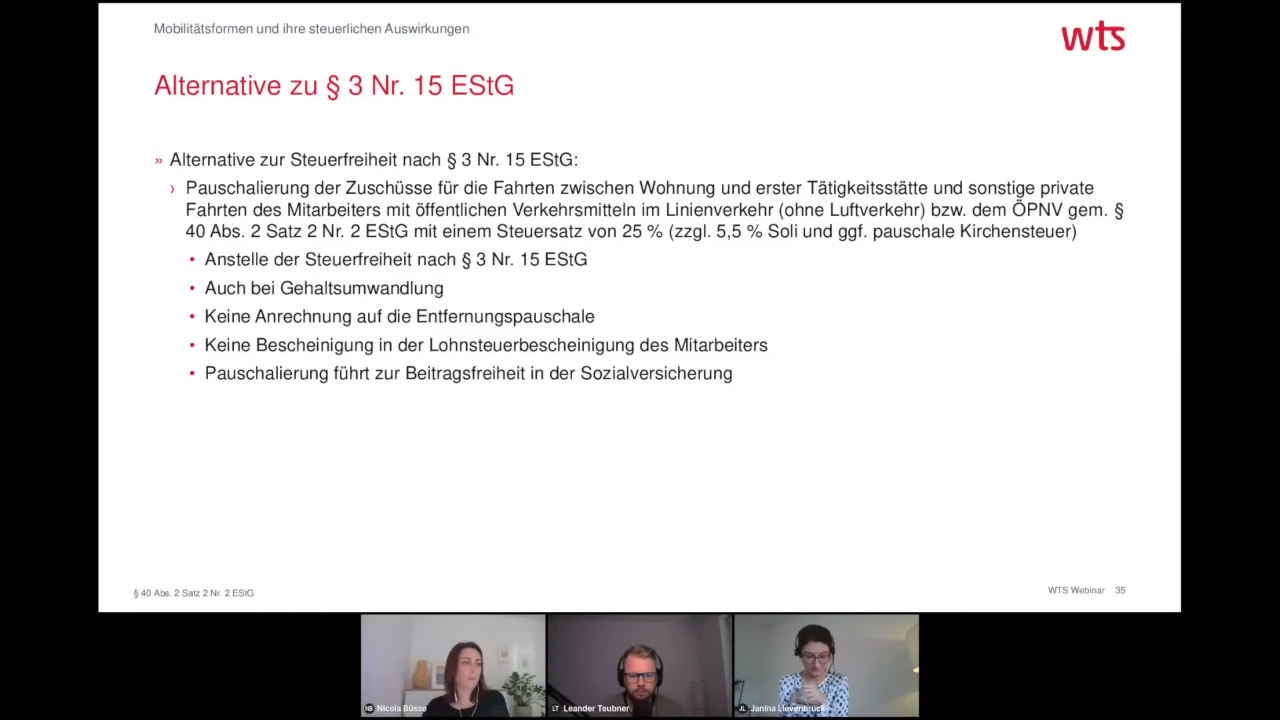 Mobilitätsformen und ihre steuerlichen Auswirkungen
wts
Alternative zu § 3 Nr. 15 EStG
» Alternative zur Steuerfreiheit nach § 3 Nr. 15 EStG:
› Pauschalierung der Zuschüsse für die Fahrten zwischen Wohnung und erster Tätigkeitsstätte und sonstige private
Fahrten des Mitarbeiters mit öffentlichen Verkehrsmitteln im Linienverkehr (ohne Luftverkehr) bzw. dem ÖPNV gem. §
40 Abs. 2 Satz 2 Nr. 2 EStG mit einem Steuersatz von 25 % (zzgl. 5,5 % Soli und ggf. pauschale Kirchensteuer)
• Anstelle der Steuerfreiheit nach § 3 Nr. 15 EStG
• Auch bei Gehaltsumwandlung
• Keine Anrechnung auf die Entfernungspauschale
• Keine Bescheinigung in der Lohnsteuerbescheinigung des Mitarbeiters
• Pauschalierung führt zur Beitragsfreiheit in der Sozialversicherung
§ 40 Abs. 2 Satz 2 Nr. 2 EStG
WTS Webinar 35
NB Nicola Büsse
LT Leander Teubner
JL Janina Lievenbrück